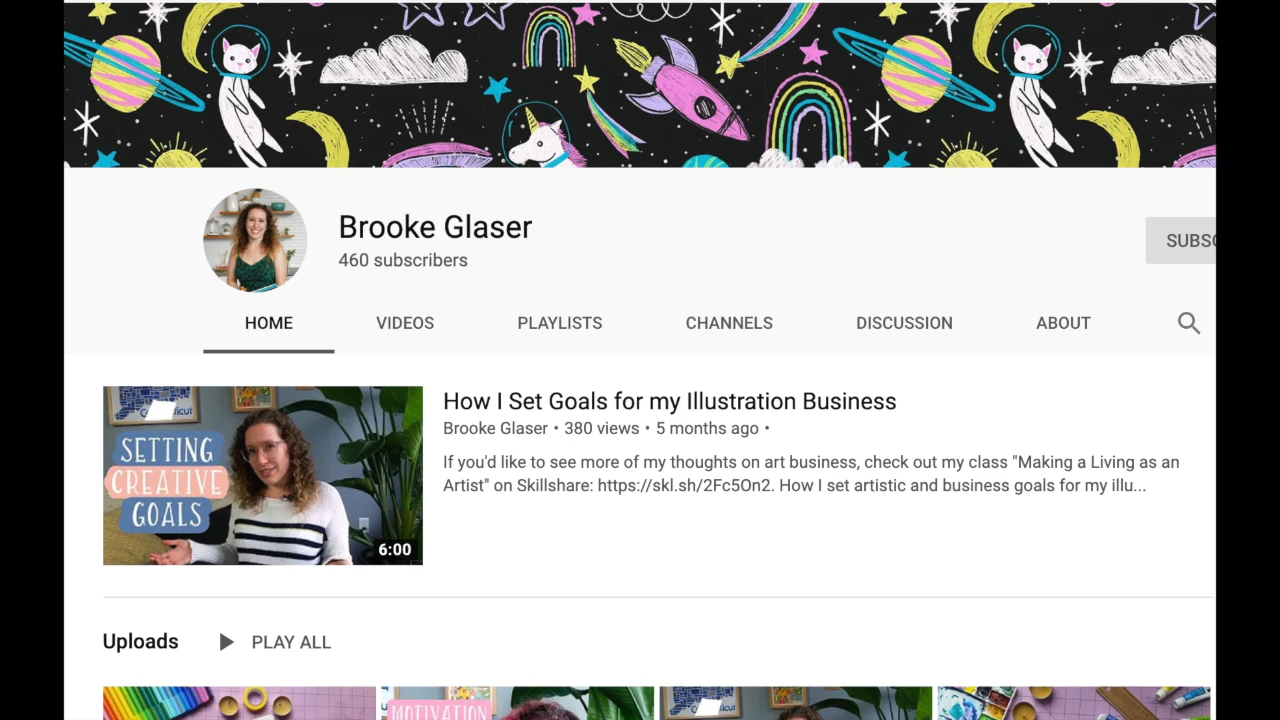 Brooke Glaser
460 subscribers
SUBSC
HOME VIDEOS PLAYLISTS CHANNELS DISCUSSION ABOUT
SETTING
CREATIVE
GOALS
6:00
How I Set Goals for my Illustration Business
Brooke Glaser • 380 views • 5 months ago •
If you'd like to see more of my thoughts on art business, check out my class "Making a Living as an
Artist" on Skillshare: https://skl.sh/2Fc5On2. How I set artistic and business goals for my illu...
Uploads PLAY ALL
MOTIVATION